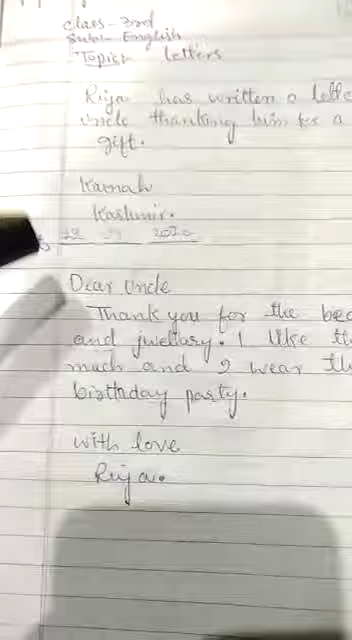 Class - 3rd
Sub:- English
Topic:- letters
Riya has written a
uncle thanking him for a
gift.
Karnah
Kashmir.
2020
Dear Uncle
Thank you for the
and jwellary. I like
much and I wear
birthday party.
with love
Riya.